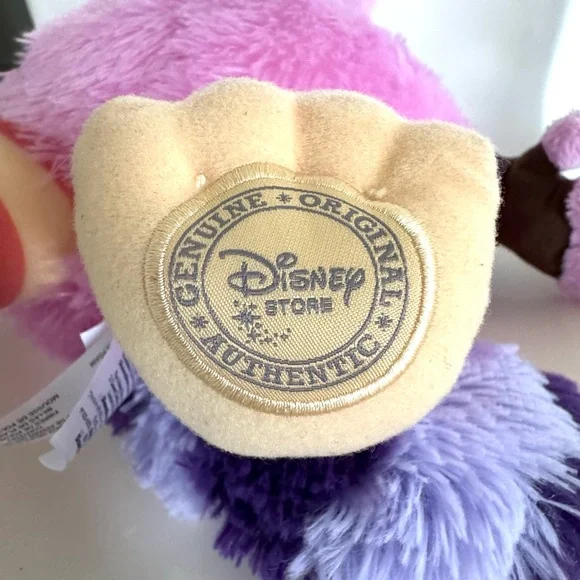 GENUINE * ORIGINAL * AUTHENTIC *
Disney
STORE